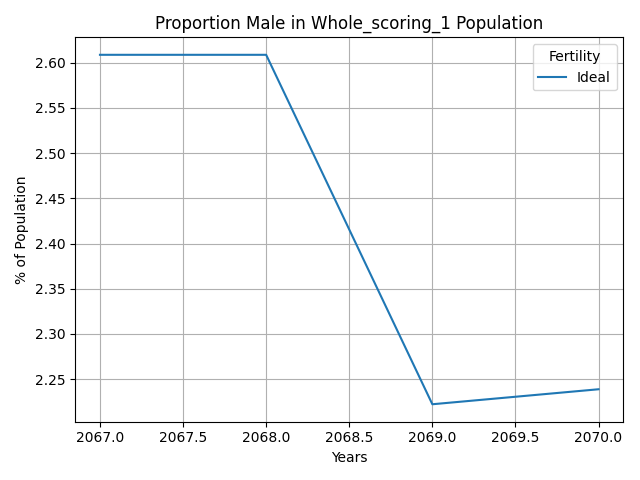 Proportion Male in Whole_scoring_1 Population
Fertility
Ideal
2.60
2.55
2.50
2.45
2.40
2.35
2.30
2.25
% of Population
2067.0 2067.5 2068.0 2068.5 2069.0 2069.5 2070.0
Years